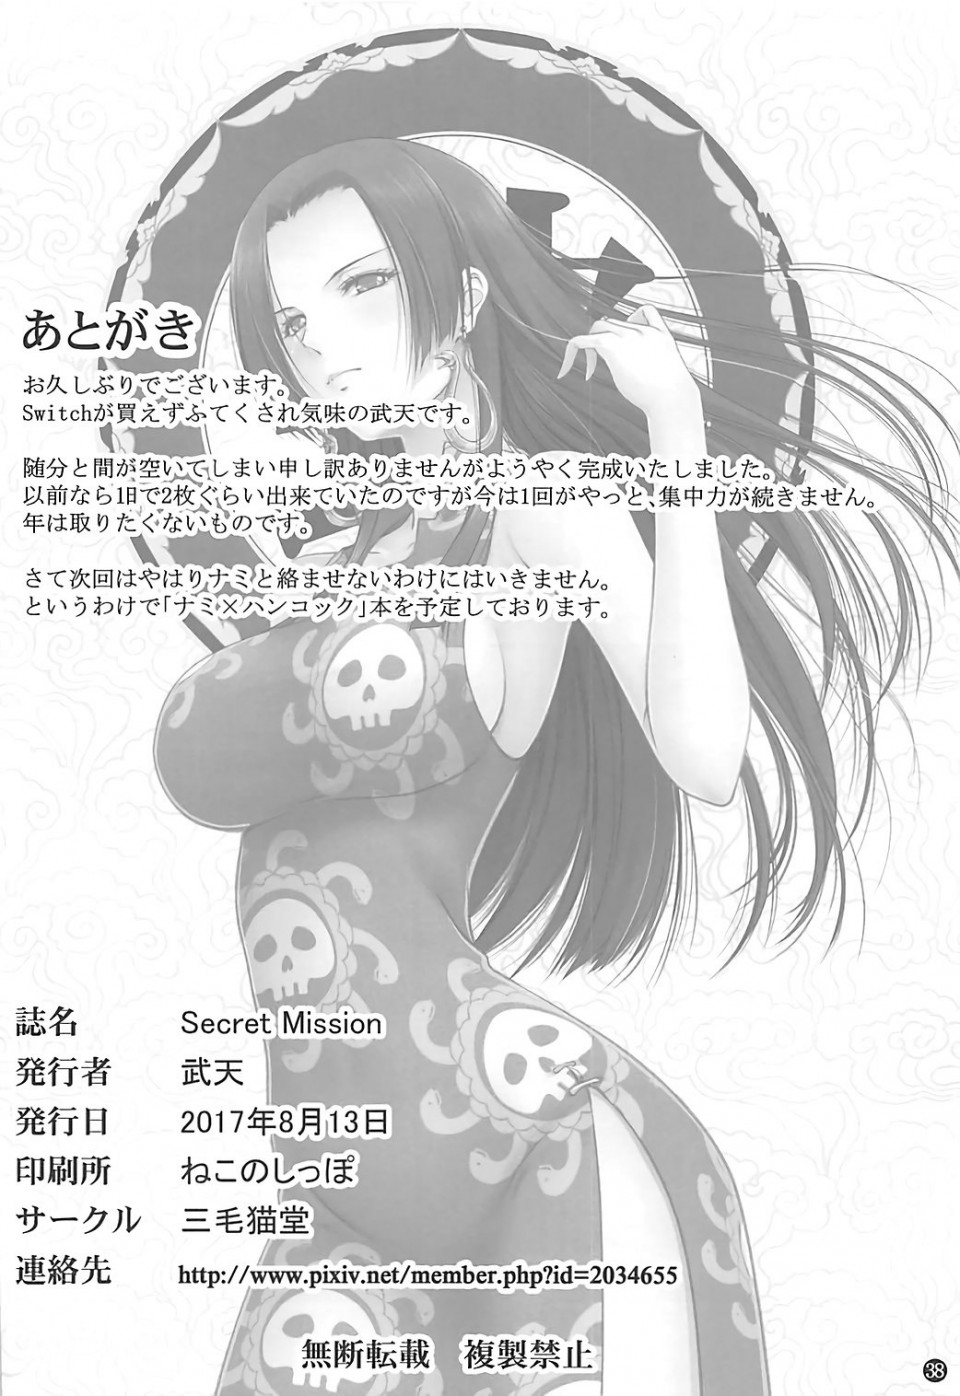 あとがき
お久しぶりでございます。
Switchが買えずふてくされ気味の武天です。
随分と間が空いてしまい申し訳ありませんがようやく完成いたしました。
以前なら1日で2枚ぐらい出来ていたのですが今は1回がやっと、集中力が続きません。
年は取りたくないものです。
さて次回はやはりナミと絡ませないわけにはいきません。
というわけで「ナミ×ハンコック」本を予定しております。
誌名 Secret Mission
発行者 武天
発行日 2017年8月13日
印刷所 ねこのしっぽ
サークル 三毛猫堂
連絡先 http://www.pixiv.net/member.php?id=2034655
無断転載 複製禁止
38